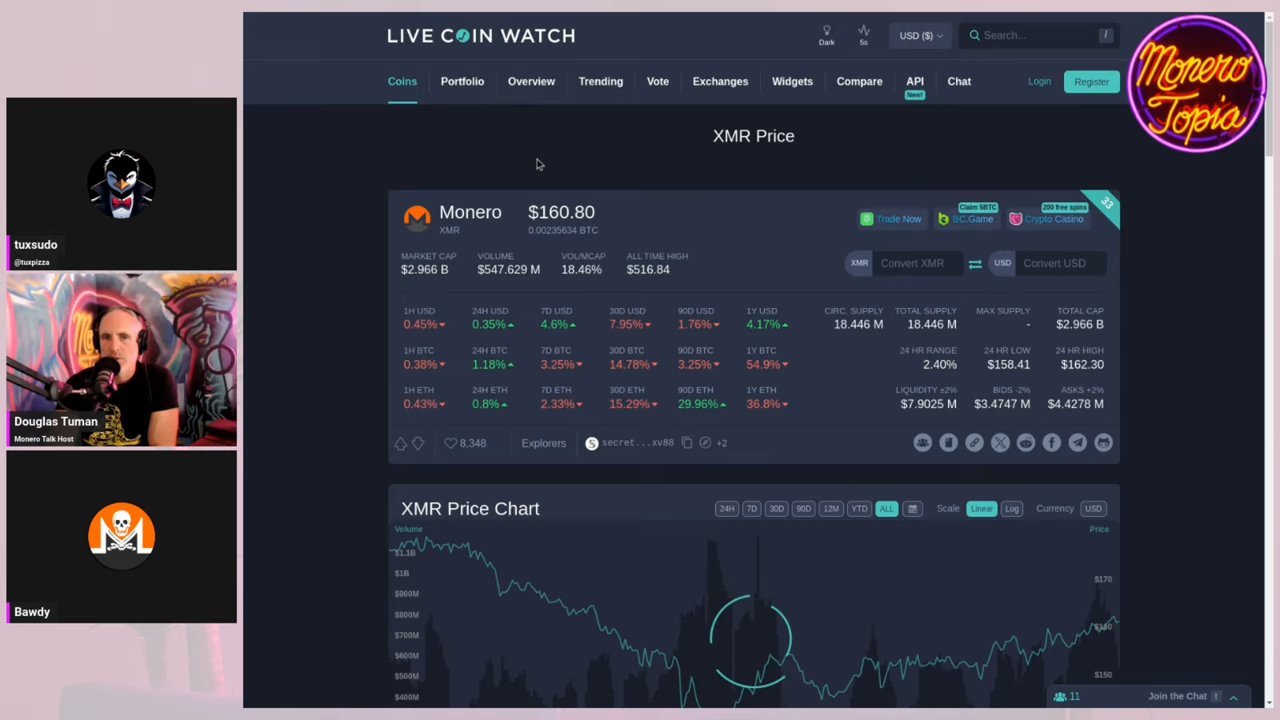 LIVE COIN WATCH
Dark
5s
USD ($)
Search...
/
Coins
Portfolio
Overview
Trending
Vote
Exchanges
Widgets
Compare
API
New!
Chat
Login
Register
Monero
Topia
XMR Price
Monero
XMR
$160.80
0.00235634 BTC
Trade Now
Claim 5BTC
BC.Game
200 free spins
Crypto Casino
33
MARKET CAP
$2.966 B
VOLUME
$547.629 M
VOL/MCAP
18.46%
ALL TIME HIGH
$516.84
XMR
Convert XMR
USD
Convert USD
1H USD
0.45%
24H USD
0.35%
7D USD
4.6%
30D USD
7.95%
90D USD
1.76%
1Y USD
4.17%
CIRC. SUPPLY
18.446 M
TOTAL SUPPLY
18.446 M
MAX SUPPLY
-
TOTAL CAP
$2.966 B
1H BTC
0.38%
24H BTC
1.18%
7D BTC
3.25%
30D BTC
14.78%
90D BTC
3.25%
1Y BTC
54.9%
24 HR RANGE
2.40%
24 HR LOW
$158.41
24 HR HIGH
$162.30
1H ETH
0.43%
24H ETH
0.8%
7D ETH
2.33%
30D ETH
15.29%
90D ETH
29.96%
1Y ETH
36.8%
LIQUIDITY ±2%
$7.9025 M
BIDS -2%
$3.4747 M
ASKS +2%
$4.4278 M
8,348
Explorers
secret...xv88
+2
XMR Price Chart
24H
7D
30D
90D
12M
YTD
ALL
Scale
Linear
Log
Currency
USD
Volume
Price
$1.1B
$1B
$900M
$800M
$700M
$600M
$500M
$400M
$170
$160
$150
11
Join the Chat
tuxsudo
@tuxpizza
Douglas Tuman
Monero Talk Host
Bawdy